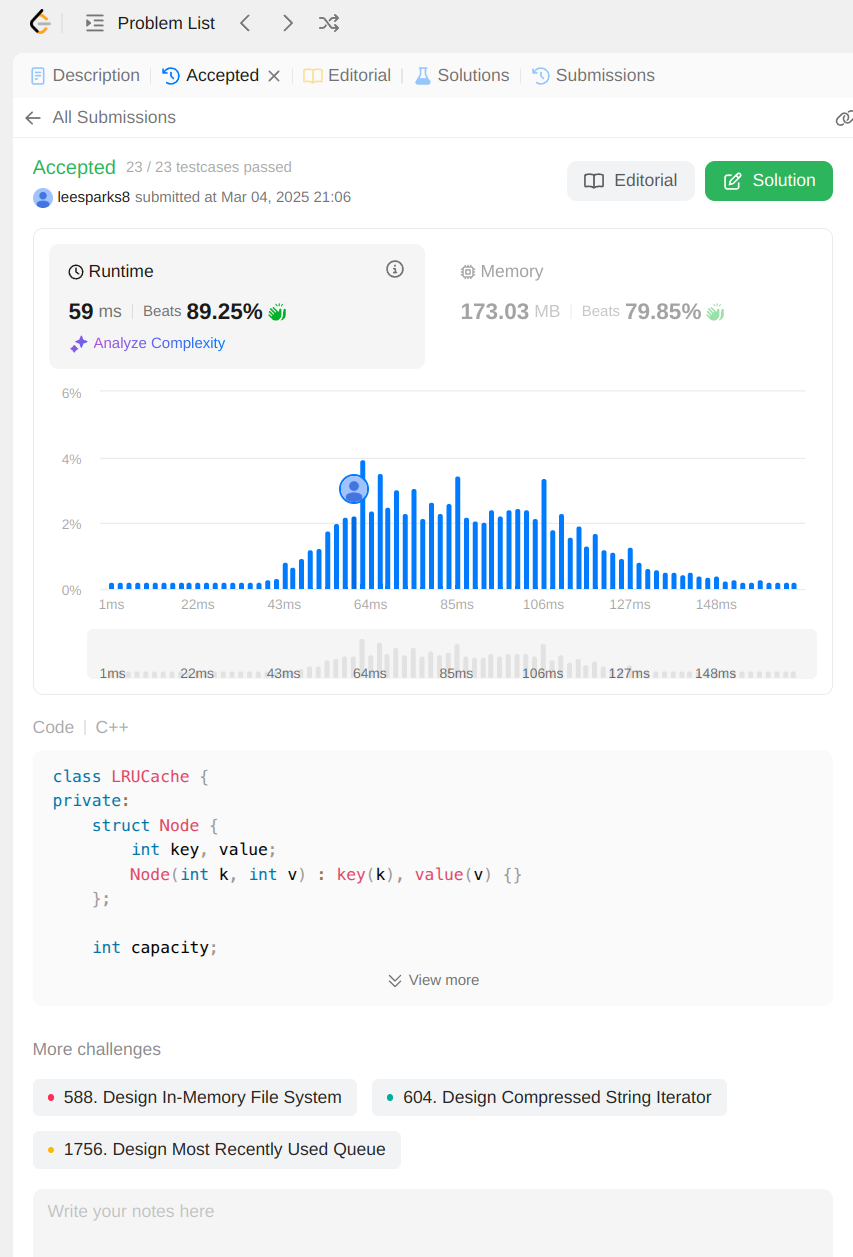 Problem List
Description Accepted Editorial Solutions Submissions
All Submissions
Accepted 23 / 23 testcases passed
leesparks8 submitted at Mar 04, 2025 21:06
Editorial Solution
Runtime
59 ms Beats 89.25%
Analyze Complexity
Memory
173.03 MB Beats 79.85%
6%
4%
2%
0%
1ms 22ms 43ms 64ms 85ms 106ms 127ms 148ms
1ms 22ms 43ms 64ms 85ms 106ms 127ms 148ms
Code C++
class LRUCache {
private:
    struct Node {
        int key, value;
        Node(int k, int v) : key(k), value(v) {}
    };
    int capacity;
View more
More challenges
588. Design In-Memory File System
604. Design Compressed String Iterator
1756. Design Most Recently Used Queue
Write your notes here